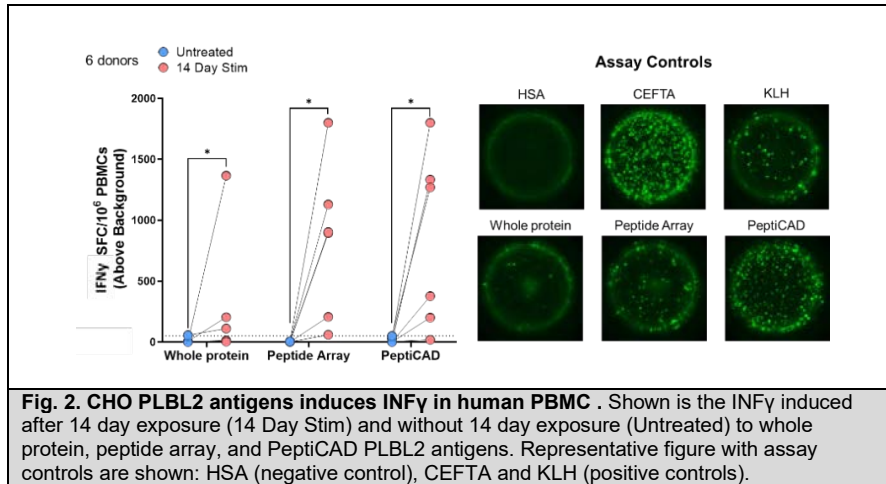 6 donors
Untreated
14 Day Stim
IFNγ SFC/10⁶ PBMCs
(Above Background)
2000
1500
1000
500
0
*
*
*
Whole protein
Peptide Array
PeptiCAD
Assay Controls
HSA
CEFTA
KLH
Whole protein
Peptide Array
PeptiCAD
Fig. 2. CHO PLBL2 antigens induces INFγ in human PBMC . Shown is the INFγ induced
after 14 day exposure (14 Day Stim) and without 14 day exposure (Untreated) to whole
protein, peptide array, and PeptiCAD PLBL2 antigens. Representative figure with assay
controls are shown: HSA (negative control), CEFTA and KLH (positive controls).